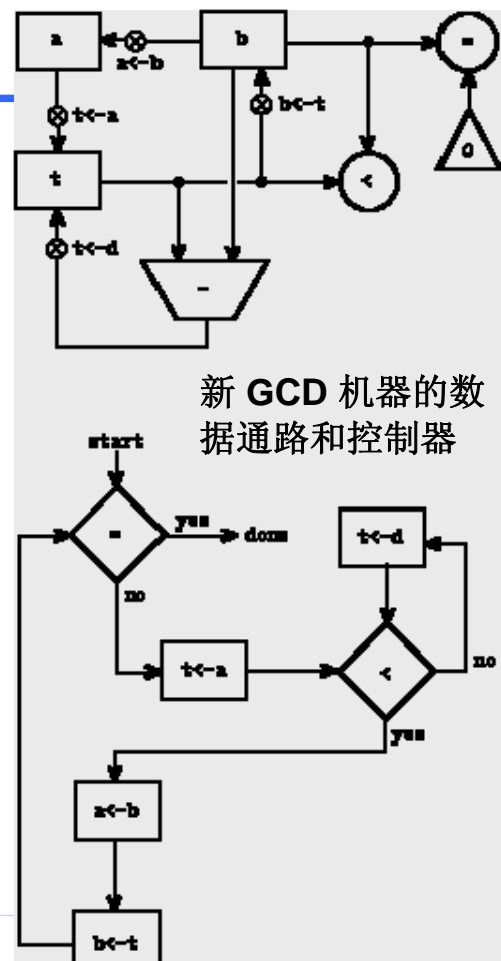 a
b
=
a<-b
t<-a
b<-t
0
t
<
t<-d
-
新 GCD 机器的数
据通路和控制器
start
=
yes
done
t<-d
no
t<-a
<
no
yes
a<-b
b<-t